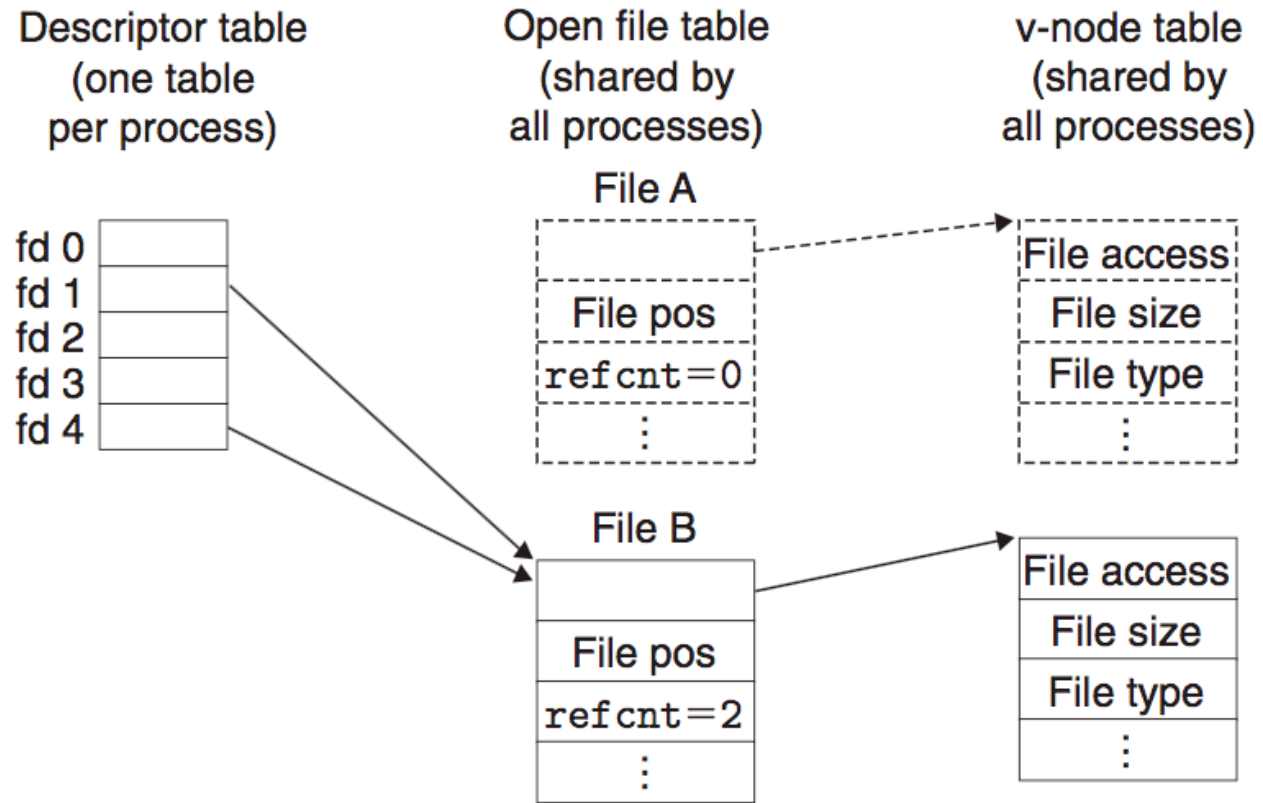 Descriptor table
(one table
per process)
Open file table
(shared by
all processes)
v-node table
(shared by
all processes)
fd 0
fd 1
fd 2
fd 3
fd 4
File A
File pos
refcnt=0
⋮
File access
File size
File type
⋮
File B
File pos
refcnt=2
⋮
File access
File size
File type
⋮